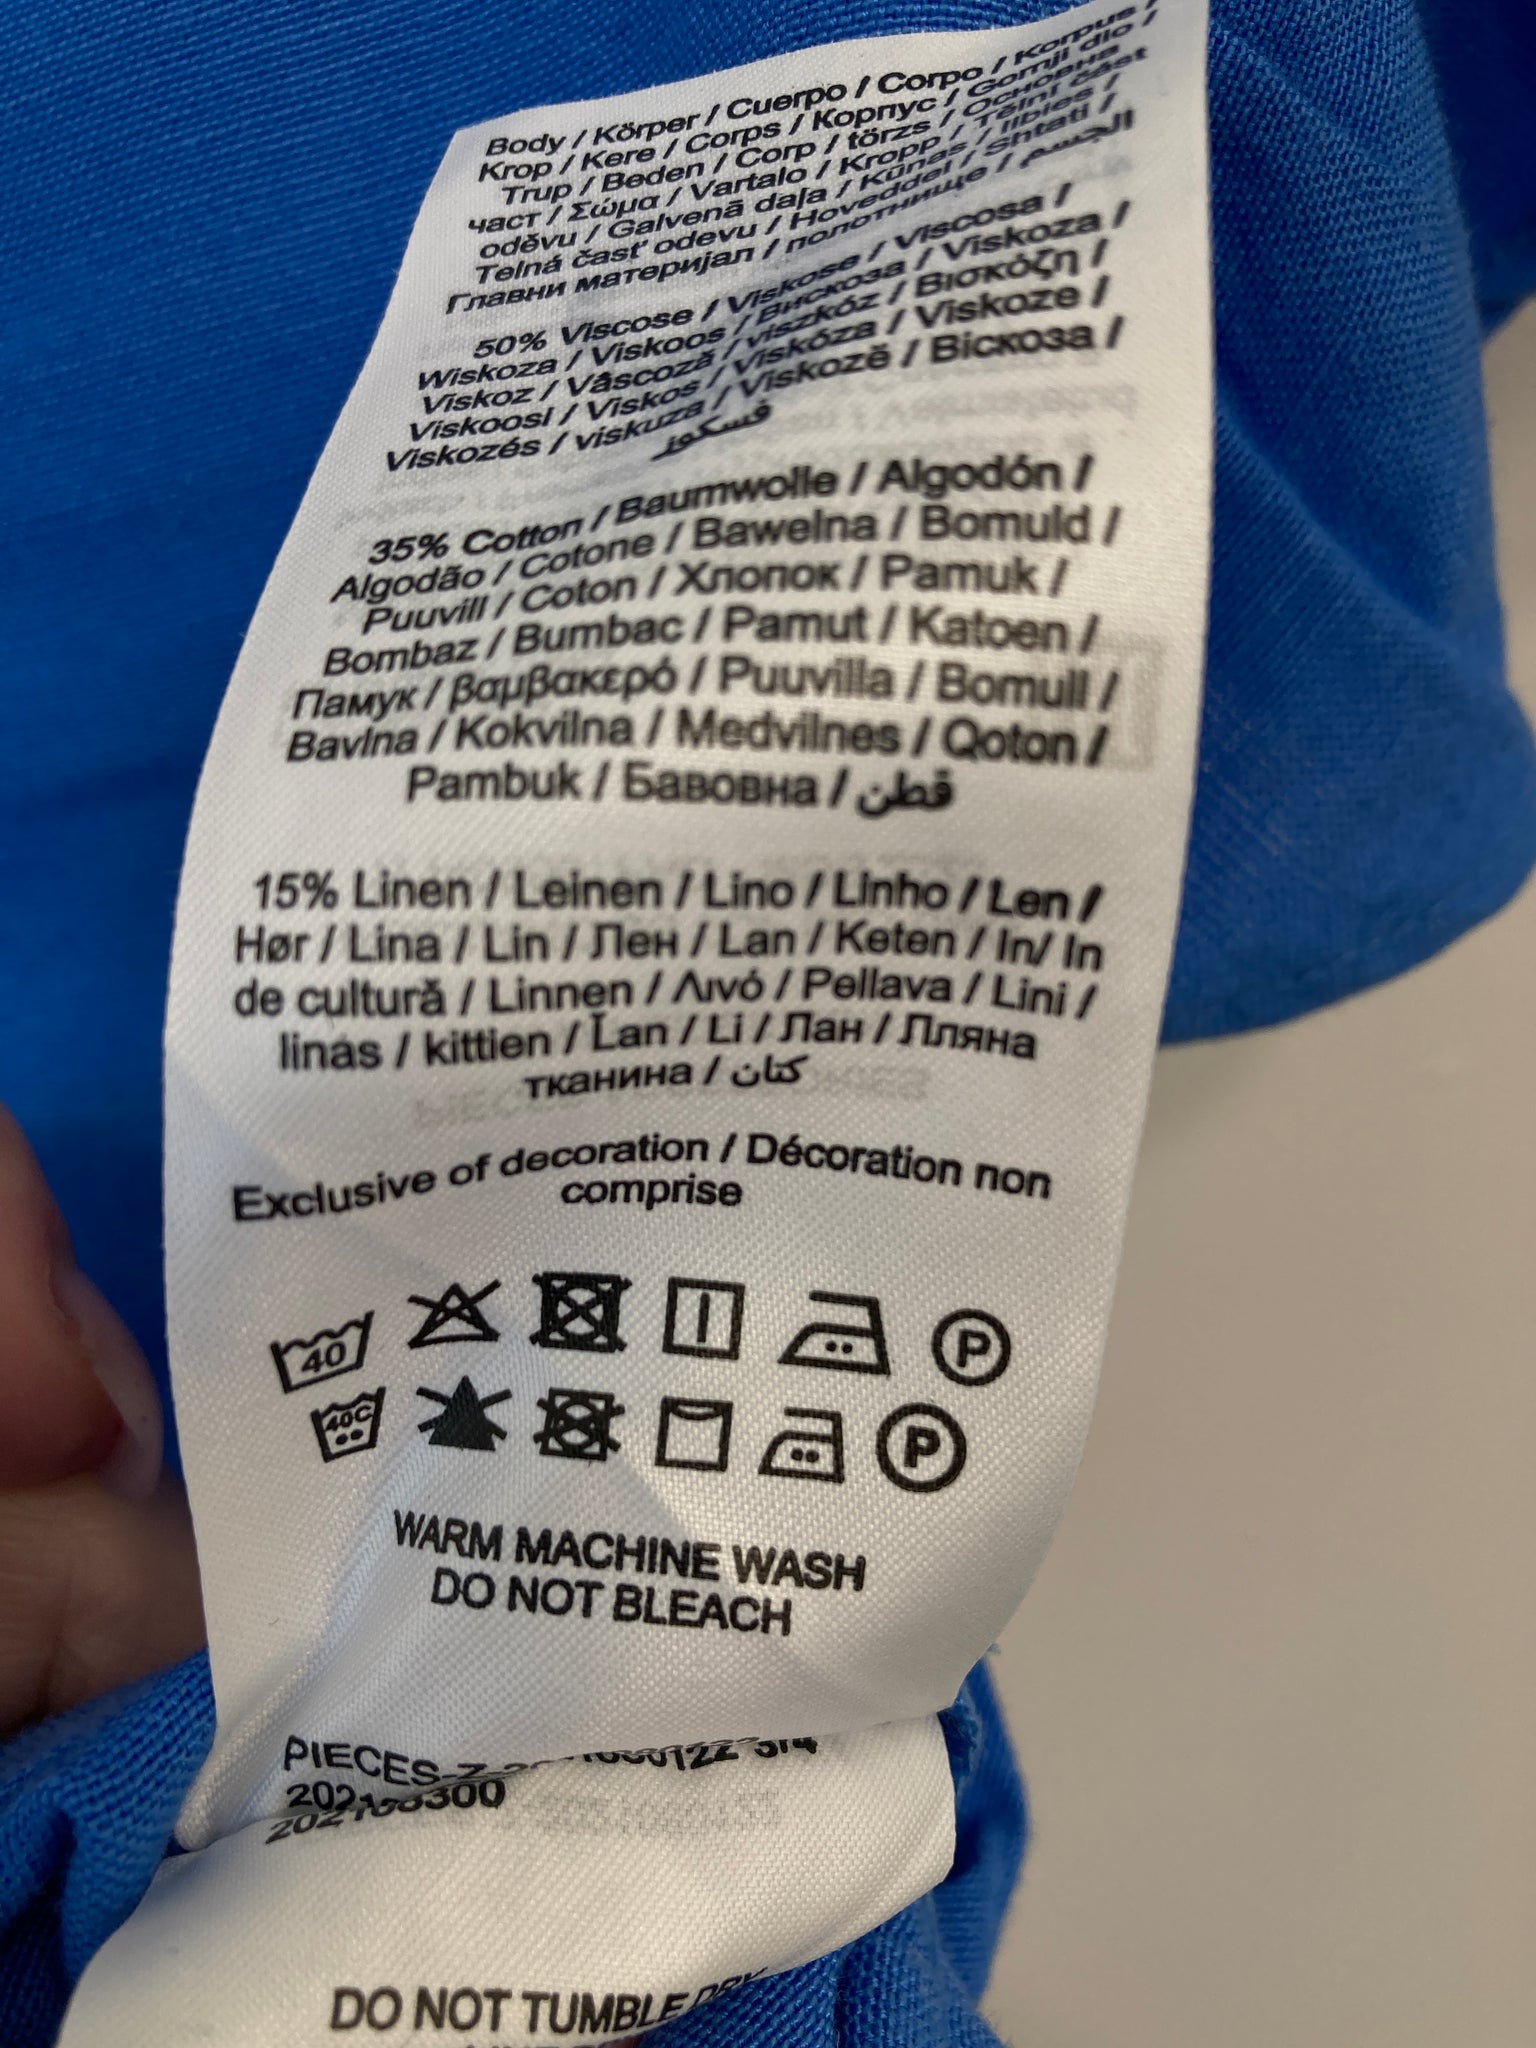 Body / Körper / Cuerpo / Corpo / Korpus /
Krop / Kere / Corps / Корпус / Gornji dio /
Trup / Beden / Corp / törzs / Основна
част / Σώμα / Vartalo / Kropp / Tělní část
oděvu / Galvenā daļa / Kūnas / libies /
Telná časť odevu / Hoveddel / Shtati /
Главни материјал / полотнище / الجسم
50% Viscose / Viskose / Viscosa /
Wiskoza / Viskoos / Вискоза / Viskoza /
Viskoz / Vâscoză / viszkóz / Βισκόζη /
Viskoosi / Viskos / Viskóza / Viskoze /
Viskozés / viskuza / Viskozë / Віскоза /
فسكوز
35% Cotton / Baumwolle / Algodón /
Algodão / Cotone / Bawełna / Bomuld /
Puuvill / Coton / Хлопок / Pamuk /
Bombaz / Bumbac / Pamut / Katoen /
Памук / βαμβακερό / Puuvilla / Bomull /
Bavlna / Kokvilna / Medvilnes / Qoton /
Pambuk / Бавовна / قطن
15% Linen / Leinen / Lino / Linho / Len /
Hør / Lina / Lin / Лен / Lan / Keten / In/ In
de cultură / Linnen / Λινό / Pellava / Lini /
linas / kittien / Ľan / Li / Лан / Лляна
тканина / كتان
Exclusive of decoration / Décoration non
comprise
40
P
40C
P
WARM MACHINE WASH
DO NOT BLEACH
PIECES-Z-
3/4
DO NOT TUMBLE DRY